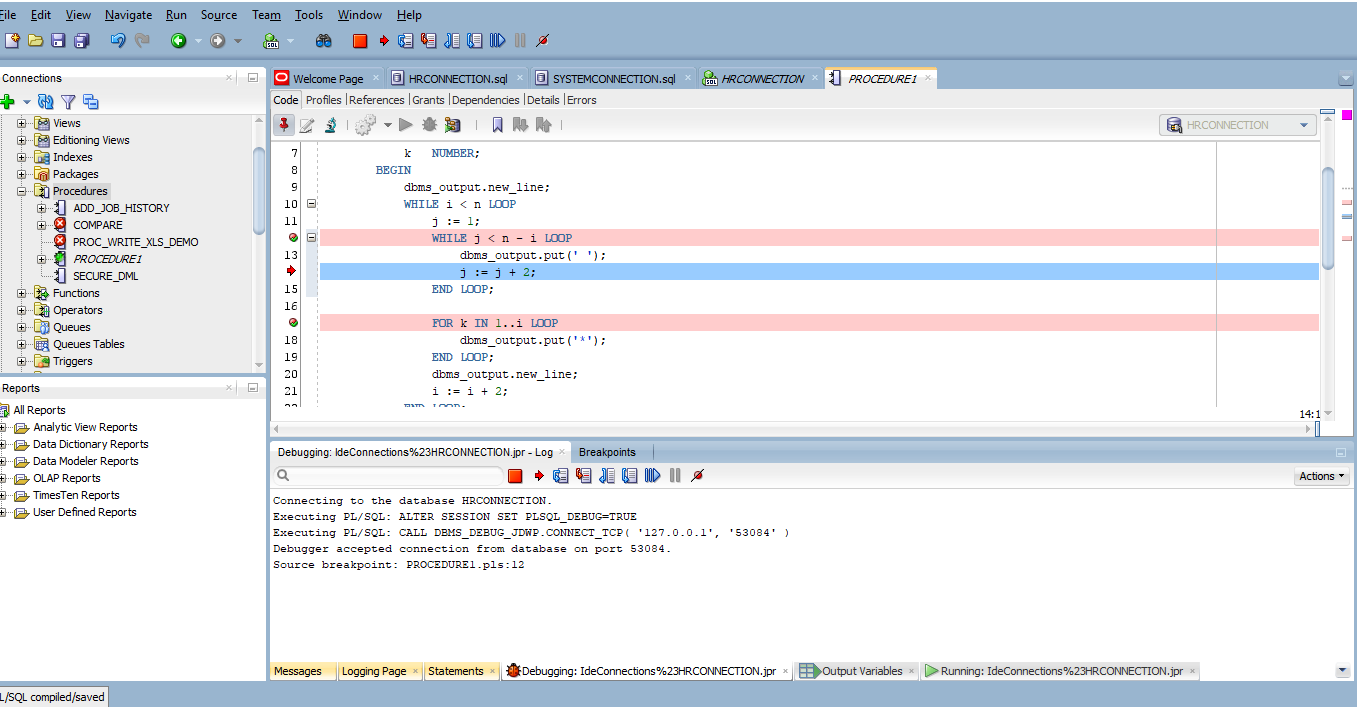 File Edit View Navigate Run Source Team Tools Window Help
Connections
Welcome Page HRCONNECTION.sql SYSTEMCONNECTION.sql HRCONNECTION PROCEDURE1
Code Profiles References Grants Dependencies Details Errors
HRCONNECTION
Views
Editioning Views
Indexes
Packages
Procedures
ADD_JOB_HISTORY
COMPARE
PROC_WRITE_XLS_DEMO
PROCEDURE1
SECURE_DML
Functions
Operators
Queues
Queues Tables
Triggers
7 k NUMBER;
8 BEGIN
9 dbms_output.new_line;
10 WHILE i < n LOOP
11 j := 1;
WHILE j < n - i LOOP
13 dbms_output.put(' ');
j := j + 2;
15 END LOOP;
16
FOR k IN 1..i LOOP
18 dbms_output.put('*');
19 END LOOP;
20 dbms_output.new_line;
21 i := i + 2;
22 END LOOP;
14:1
Reports
All Reports
Analytic View Reports
Data Dictionary Reports
Data Modeler Reports
OLAP Reports
TimesTen Reports
User Defined Reports
Debugging: IdeConnections%23HRCONNECTION.jpr - Log Breakpoints
Actions
Connecting to the database HRCONNECTION.
Executing PL/SQL: ALTER SESSION SET PLSQL_DEBUG=TRUE
Executing PL/SQL: CALL DBMS_DEBUG_JDWP.CONNECT_TCP( '127.0.0.1', '53084' )
Debugger accepted connection from database on port 53084.
Source breakpoint: PROCEDURE1.pls:12
Messages Logging Page Statements Debugging: IdeConnections%23HRCONNECTION.jpr Output Variables Running: IdeConnections%23HRCONNECTION.jpr
L/SQL compiled/saved